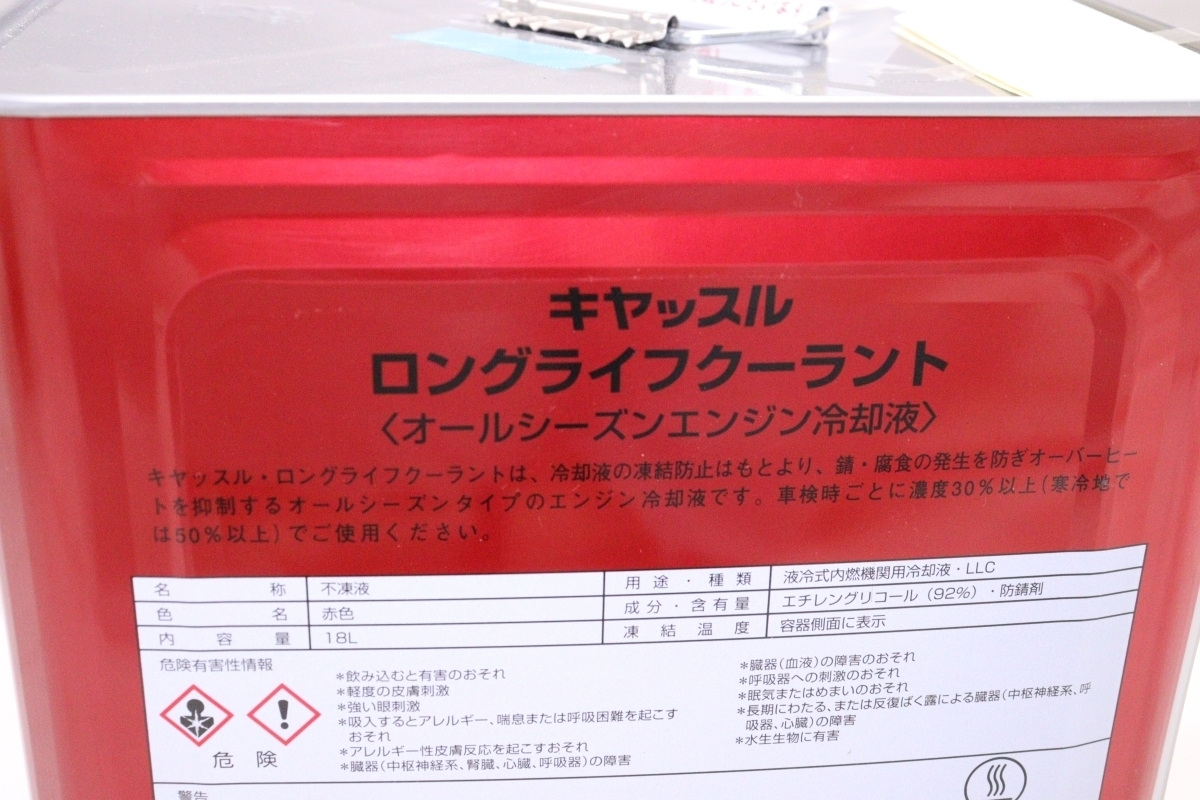 キヤッスル
ロングライフクーラント
〈オールシーズンエンジン冷却液〉
キヤッスル・ロングライフクーラントは、冷却液の凍結防止はもとより、錆・腐食の発生を防ぎオーバーヒー
トを抑制するオールシーズンタイプのエンジン冷却液です。車検時ごとに濃度30%以上(寒冷地で
は50%以上)でご使用ください。
名称 不凍液 用途・種類 液冷式内燃機関用冷却液・LLC
色名 赤色 成分・含有量 エチレングリコール(92%)・防錆剤
内容量 18L 凍結温度 容器側面に表示
危険有害性情報
危険
*飲み込むと有害のおそれ
*軽度の皮膚刺激
*強い眼刺激
*吸入するとアレルギー、喘息または呼吸困難を起こす
おそれ
*アレルギー性皮膚反応を起こすおそれ
*臓器(中枢神経系、腎臓、心臓、呼吸器)の障害
*臓器(血液)の障害のおそれ
*呼吸器への刺激のおそれ
*眠気またはめまいのおそれ
*長期にわたる、または反復ばく露による臓器(中枢神経系、呼
吸器、心臓)の障害
*水生生物に有害
警告